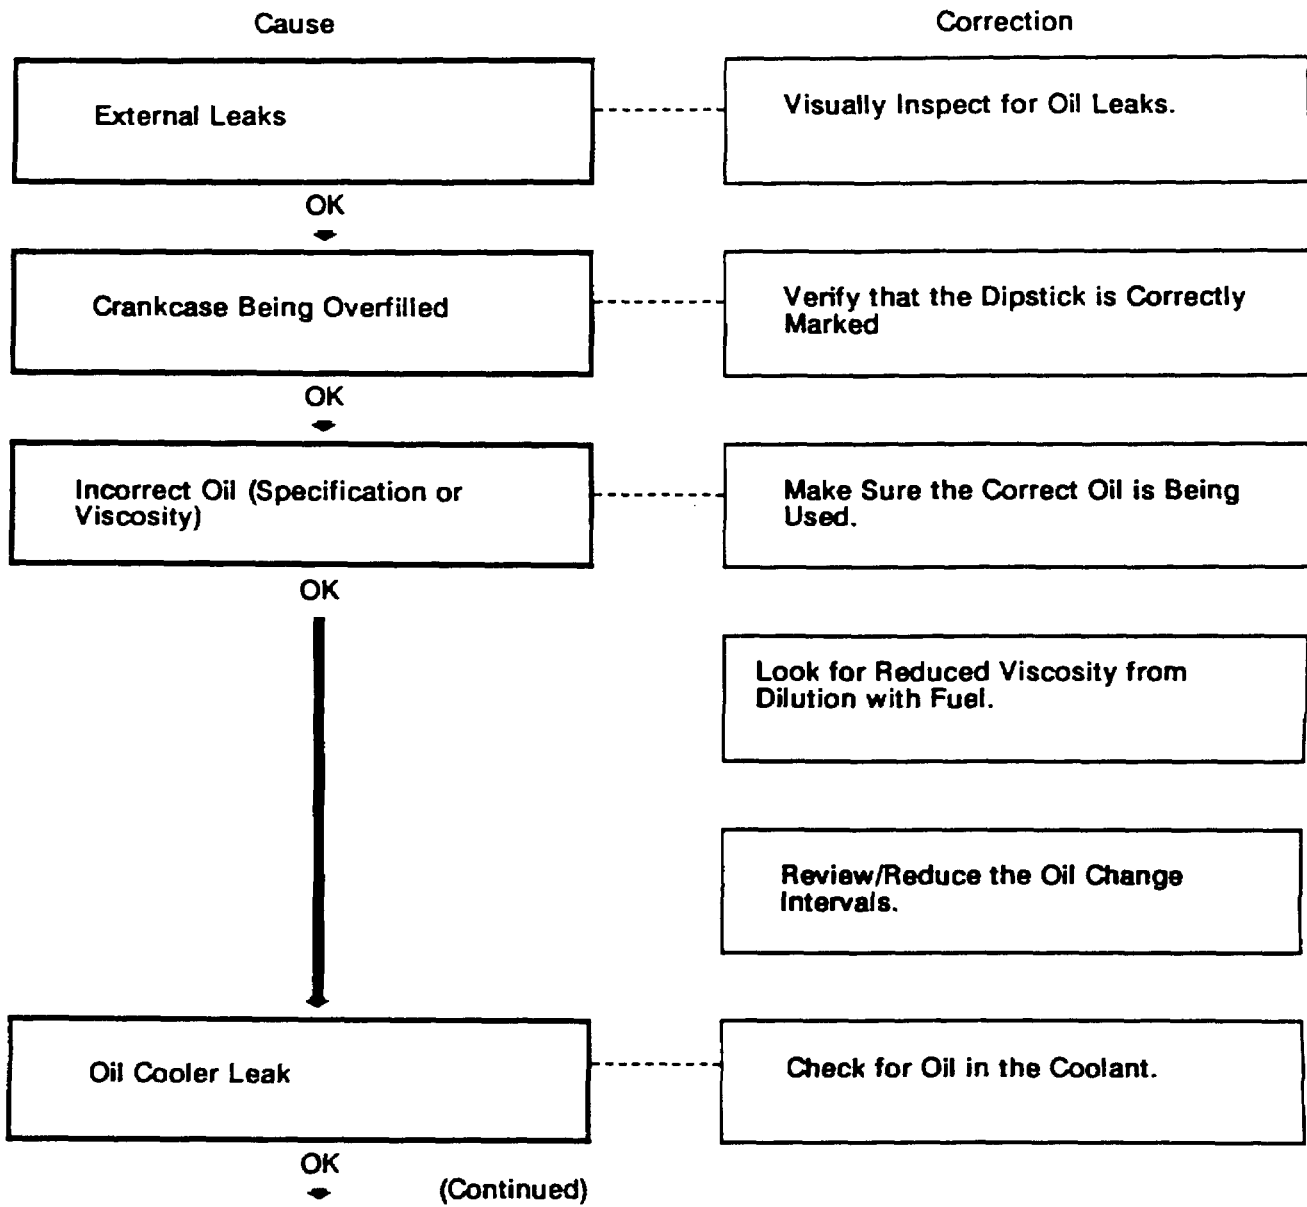 Cause
Correction
External Leaks
Visually Inspect for Oil Leaks.
OK
Crankcase Being Overfilled
Verify that the Dipstick is Correctly
Marked
OK
Incorrect Oil (Specification or
Viscosity)
Make Sure the Correct Oil is Being
Used.
OK
Look for Reduced Viscosity from
Dilution with Fuel.
Review/Reduce the Oil Change
Intervals.
Oil Cooler Leak
Check for Oil in the Coolant.
OK
(Continued)